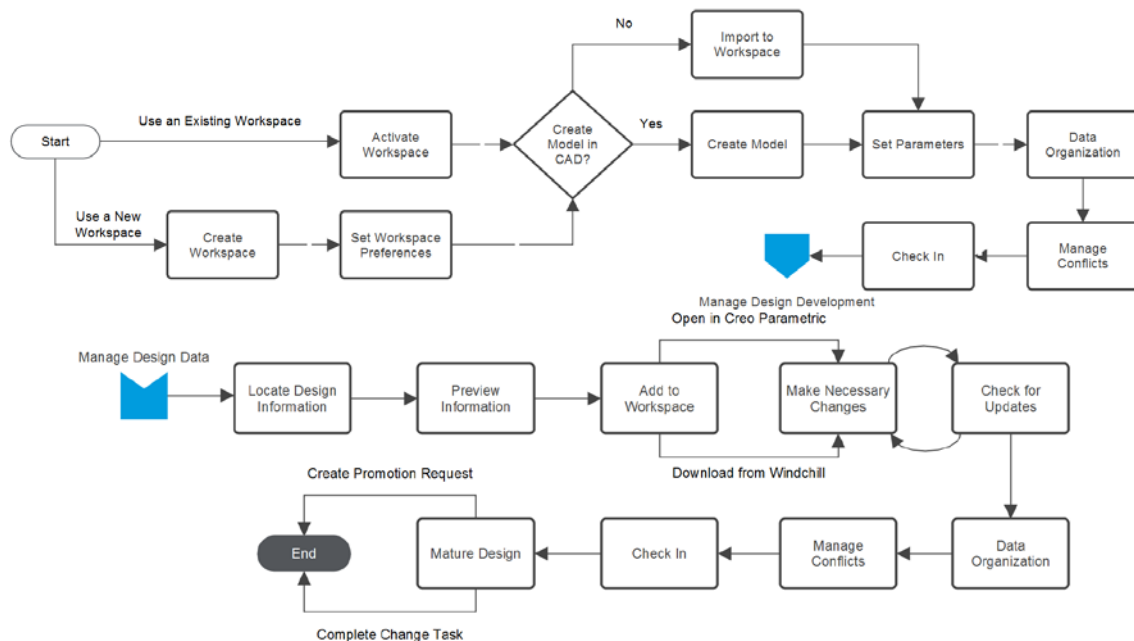 No
Import to
Workspace
Use an Existing Workspace
Start
Activate
Workspace
Create
Model in
CAD?
Yes
Create Model
Set Parameters
Data
Organization
Use a New
Workspace
Create
Workspace
Set Workspace
Preferences
Check In
Manage
Conflicts
Manage Design Development
Open in Creo Parametric
Manage Design Data
Locate Design
Information
Preview
Information
Add to
Workspace
Make Necessary
Changes
Check for
Updates
Download from Windchill
Create Promotion Request
End
Mature Design
Check In
Manage
Conflicts
Data
Organization
Complete Change Task